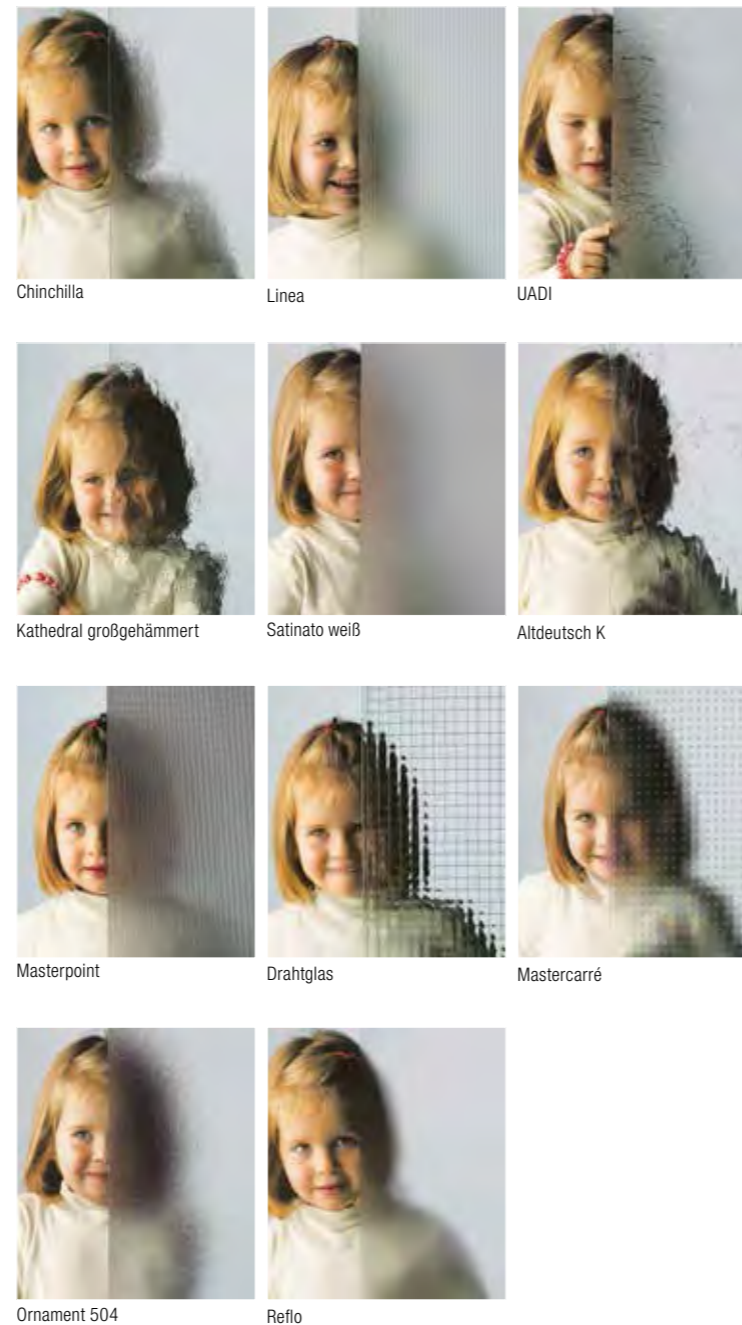 Chinchilla
Linea
UADI
Kathedral großgehämmert
Satinato weiß
Altdeutsch K
Masterpoint
Drahtglas
Mastercarré
Ornament 504
Reflo